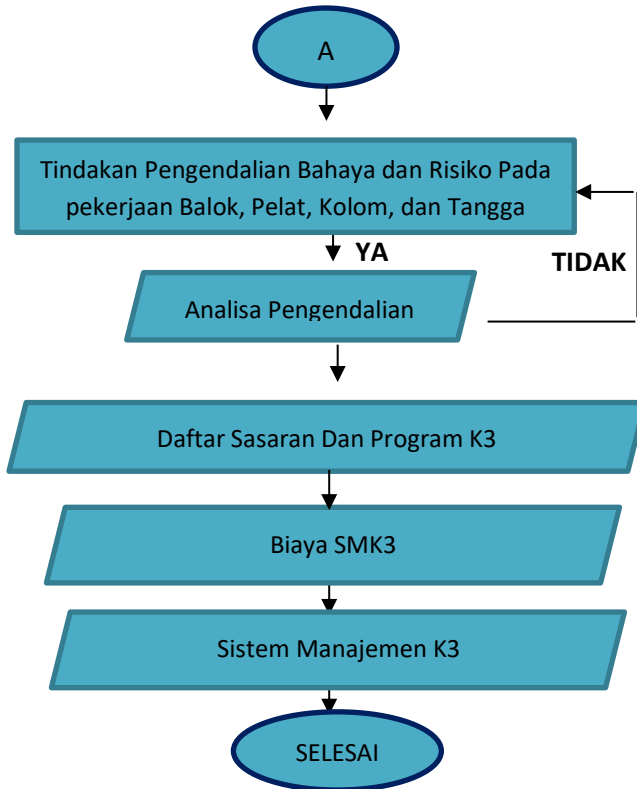 A
Tindakan Pengendalian Bahaya dan Risiko Pada
pekerjaan Balok, Pelat, Kolom, dan Tangga
YA
TIDAK
Analisa Pengendalian
Daftar Sasaran Dan Program K3
Biaya SMK3
Sistem Manajemen K3
SELESAI